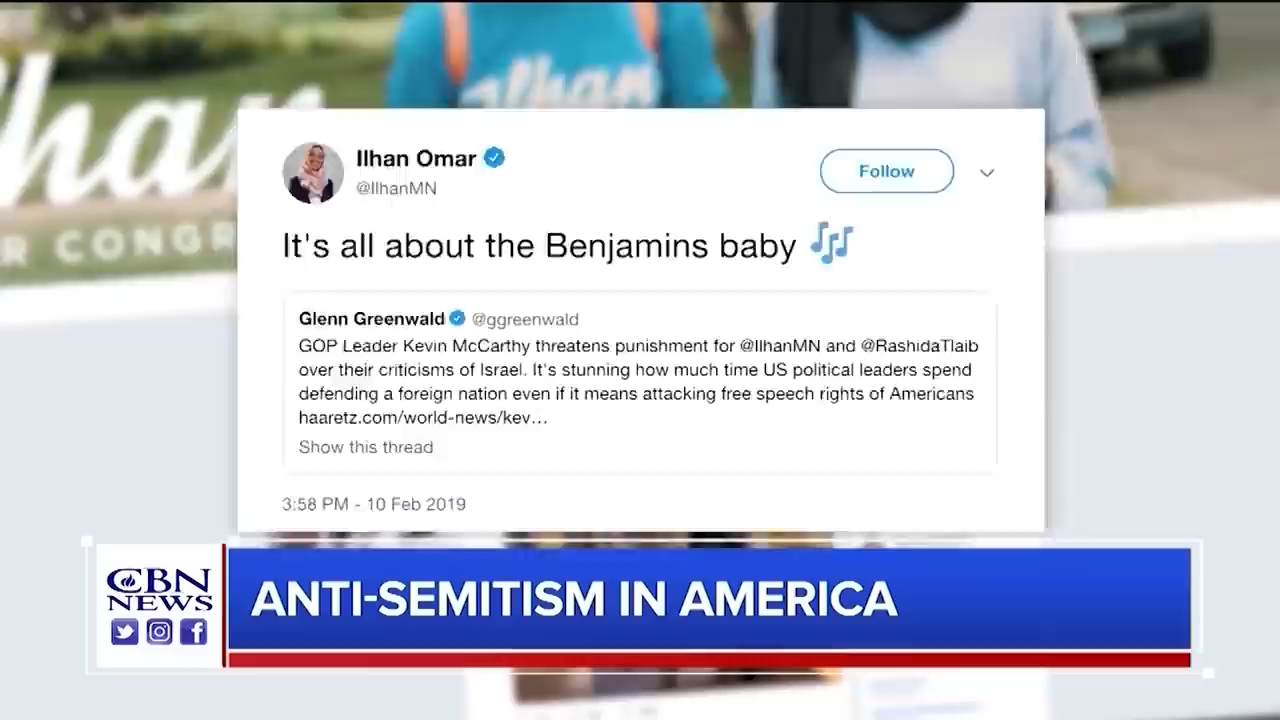 Ilhan Omar
@IlhanMN
Follow
It's all about the Benjamins baby 🎶
Glenn Greenwald @ggreenwald
GOP Leader Kevin McCarthy threatens punishment for @IlhanMN and @RashidaTlaib
over their criticisms of Israel. It's stunning how much time US political leaders spend
defending a foreign nation even if it means attacking free speech rights of Americans
haaretz.com/world-news/kev…
Show this thread
3:58 PM - 10 Feb 2019
CBN
NEWS
ANTI-SEMITISM IN AMERICA